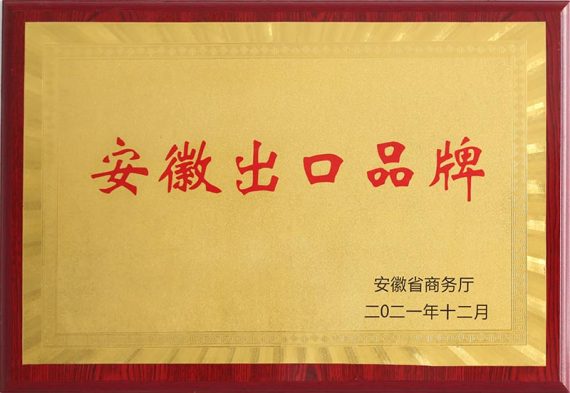 安徽出口品牌
安徽省商务厅
二0二一年十二月